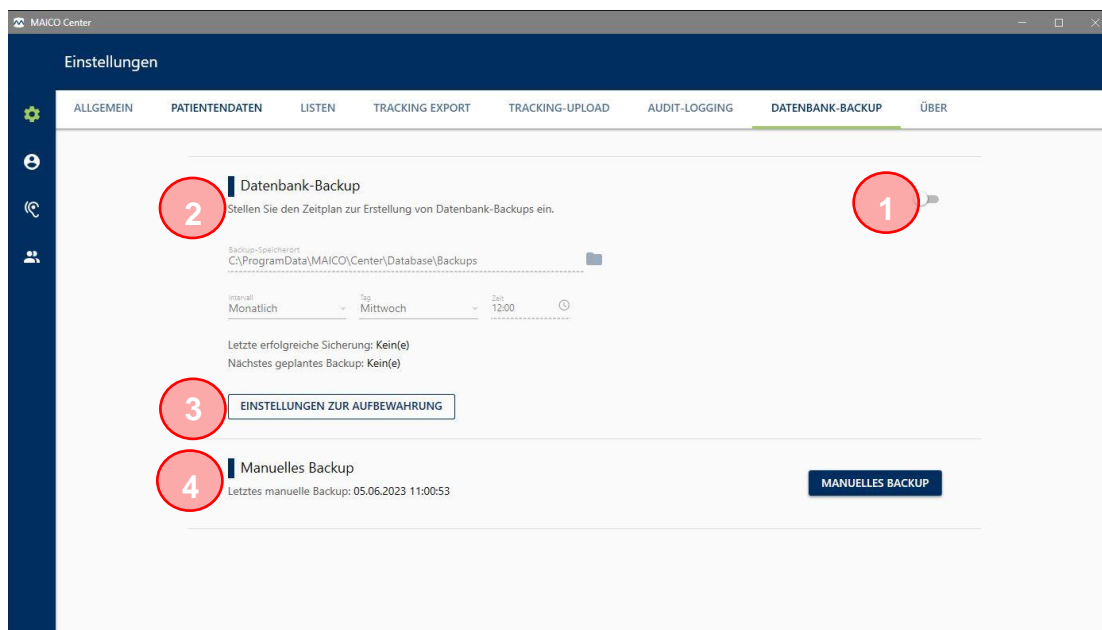 MAICO Center
Einstellungen
ALLGEMEIN PATIENTENDATEN LISTEN TRACKING EXPORT TRACKING-UPLOAD AUDIT-LOGGING DATENBANK-BACKUP ÜBER
Datenbank-Backup
1
2
Stellen Sie den Zeitplan zur Erstellung von Datenbank-Backups ein.
Backup-Speicherort
C:\ProgramData\MAICO\Center\Database\Backups
Intervall Tag Zeit
Monatlich Mittwoch 12:00
Letzte erfolgreiche Sicherung: Kein(e)
Nächstes geplantes Backup: Kein(e)
3
EINSTELLUNGEN ZUR AUFBEWAHRUNG
Manuelles Backup
4
Letztes manuelle Backup: 05.06.2023 11:00:53
MANUELLES BACKUP